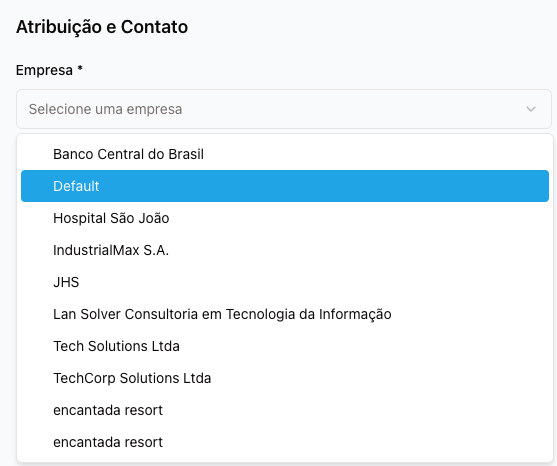 Atribuição e Contato
Empresa *
Selecione uma empresa
Banco Central do Brasil
Default
Hospital São João
IndustrialMax S.A.
JHS
Lan Solver Consultoria em Tecnologia da Informação
Tech Solutions Ltda
TechCorp Solutions Ltda
encantada resort
encantada resort